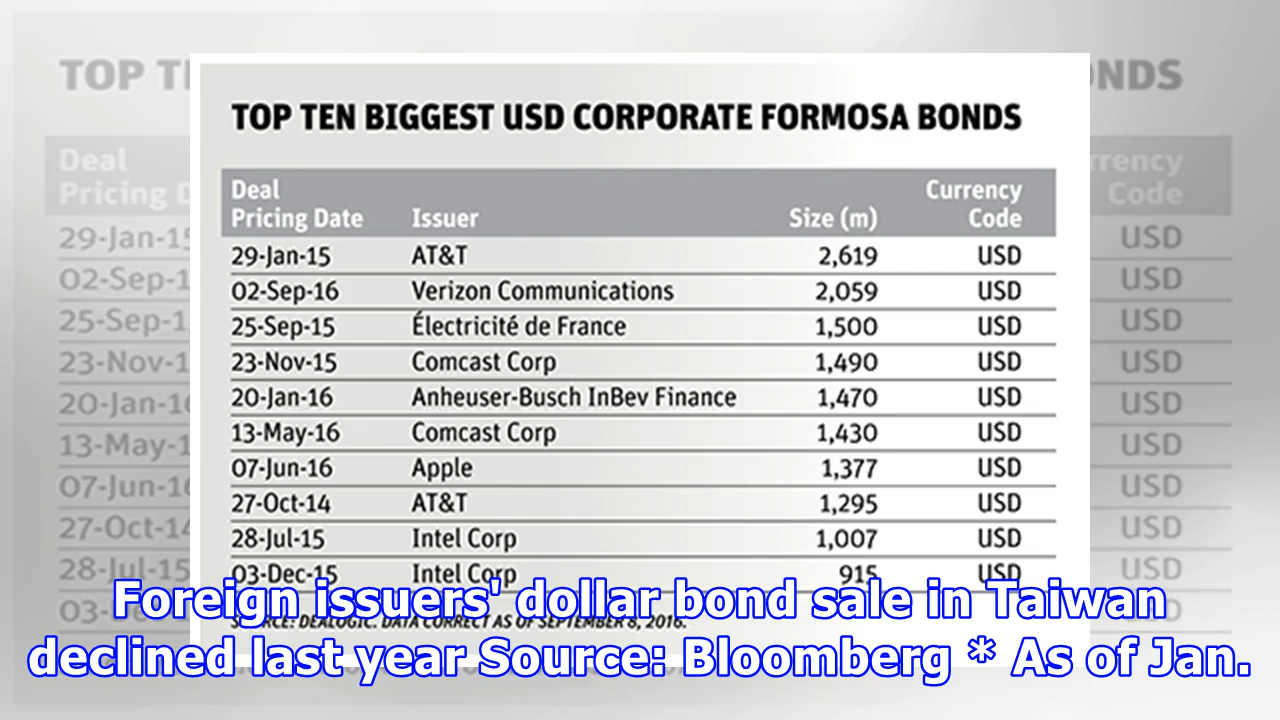 TOP TEN BIGGEST USD CORPORATE FORMOSA BONDS
Deal Pricing Date Issuer Size (m) Currency Code
29-Jan-15 AT&T 2,619 USD
02-Sep-16 Verizon Communications 2,059 USD
25-Sep-15 Électricité de France 1,500 USD
23-Nov-15 Comcast Corp 1,490 USD
20-Jan-16 Anheuser-Busch InBev Finance 1,470 USD
13-May-16 Comcast Corp 1,430 USD
07-Jun-16 Apple 1,377 USD
27-Oct-14 AT&T 1,295 USD
28-Jul-15 Intel Corp 1,007 USD
03-Dec-15 Intel Corp 915 USD
SOURCE: DEALOGIC. DATA CORRECT AS OF SEPTEMBER 8, 2016.
Foreign issuers' dollar bond sale in Taiwan
declined last year Source: Bloomberg * As of Jan.